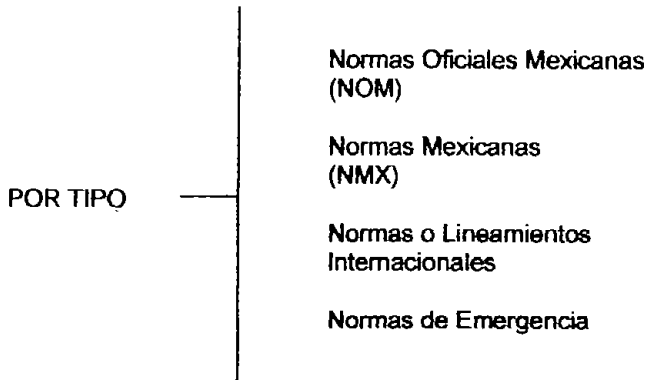 Normas Oficiales Mexicanas
(NOM)
Normas Mexicanas
(NMX)
POR TIPO
Normas o Lineamientos
Internacionales
Normas de Emergencia